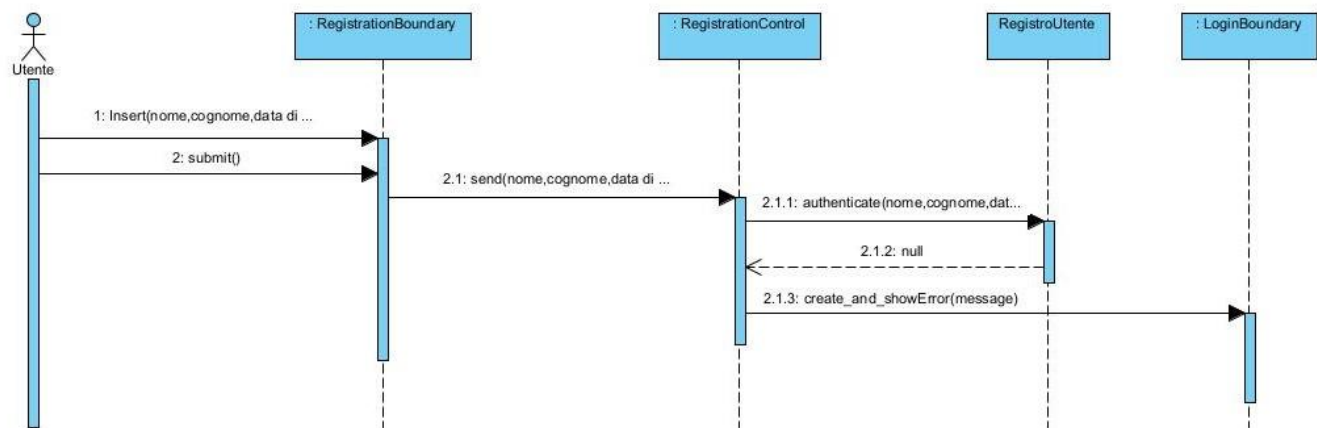 : RegistrationBoundary
: RegistrationControl
RegistroUtente
: LoginBoundary
Utente
1: Insert(nome,cognome,data di ...
2: submit()
2.1: send(nome,cognome,data di ...
2.1.1: authenticate(nome,cognome,dat...
2.1.2: null
2.1.3: create_and_showError(message)